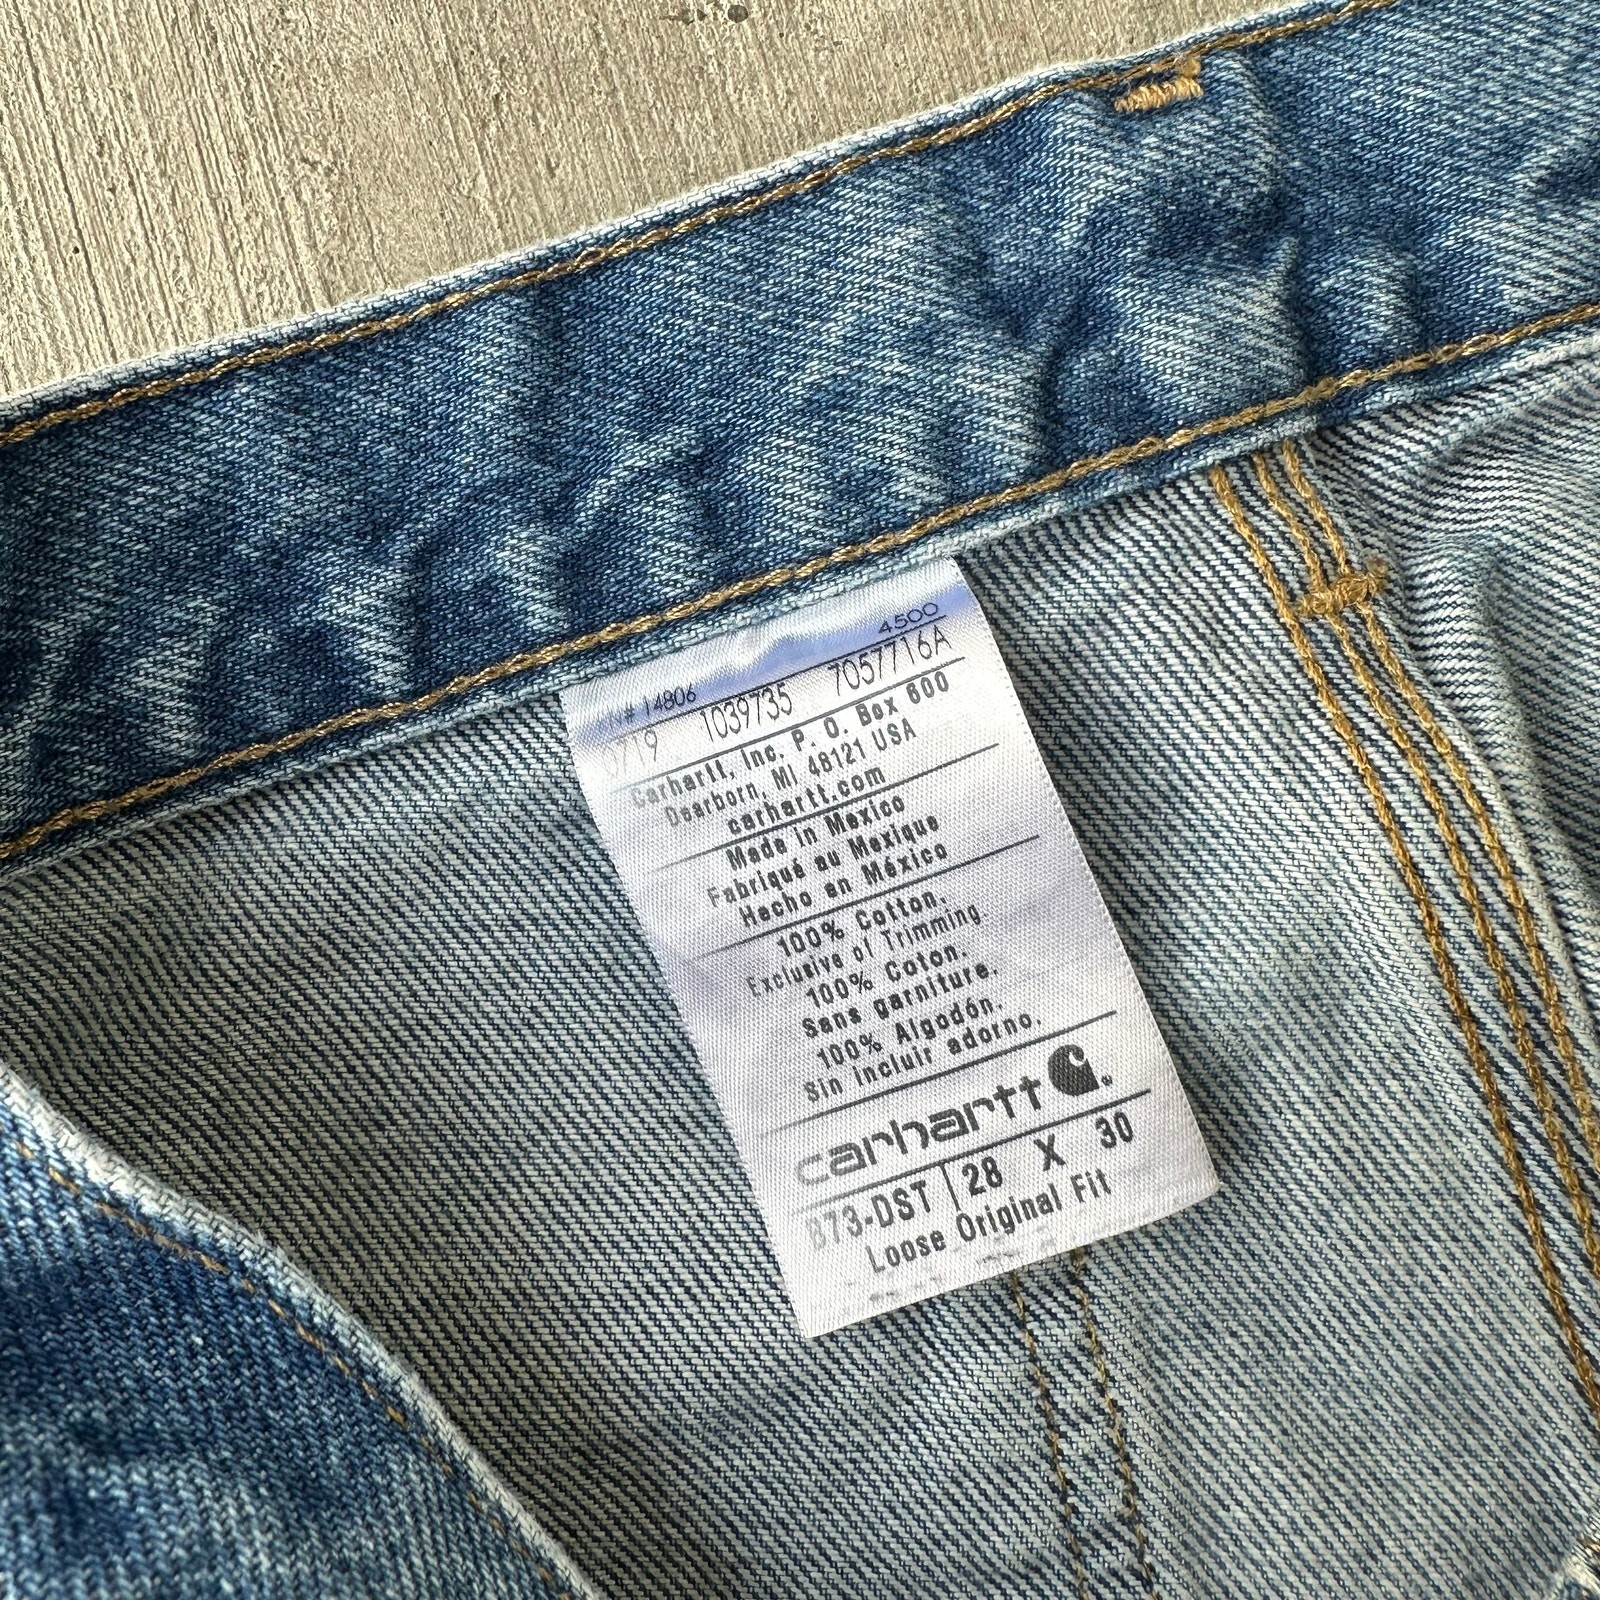 4500
# 14806
0719 1039735 7057716A
Carhartt, Inc. P. O. Box 600
Dearborn, MI 48121 USA
carhartt.com
Made in Mexico
Fabriqué au Mexique
Hecho en México
100% Cotton.
Exclusive of Trimming.
100% Coton.
Sans garniture.
100% Algodón.
Sin incluir adorno.
carhartt
B73-DST 28 X 30
Loose Original Fit